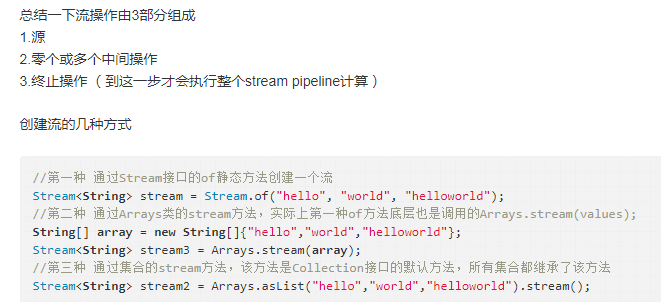 总结一下流操作由3部分组成
1.源
2.零个或多个中间操作
3.终止操作 （到这一步才会执行整个stream pipeline计算）
创建流的几种方式
//第一种 通过Stream接口的of静态方法创建一个流
Stream<String> stream = Stream.of("hello", "world", "helloworld");
//第二种 通过Arrays类的stream方法，实际上第一种of方法底层也是调用的Arrays.stream(values);
String[] array = new String[]{"hello","world","helloworld"};
Stream<String> stream3 = Arrays.stream(array);
//第三种 通过集合的stream方法，该方法是Collection接口的默认方法，所有集合都继承了该方法
Stream<String> stream2 = Arrays.asList("hello","world","helloworld").stream();